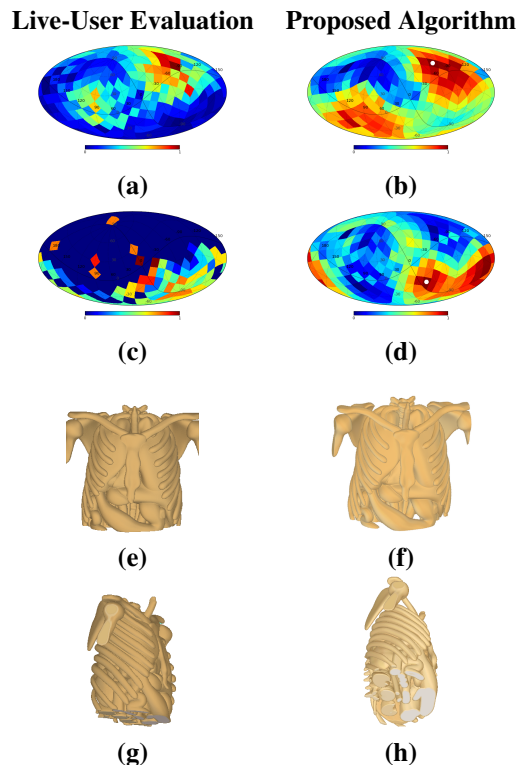 Live-User Evaluation Proposed Algorithm
(a) (b)
(c) (d)
(e) (f)
(g) (h)